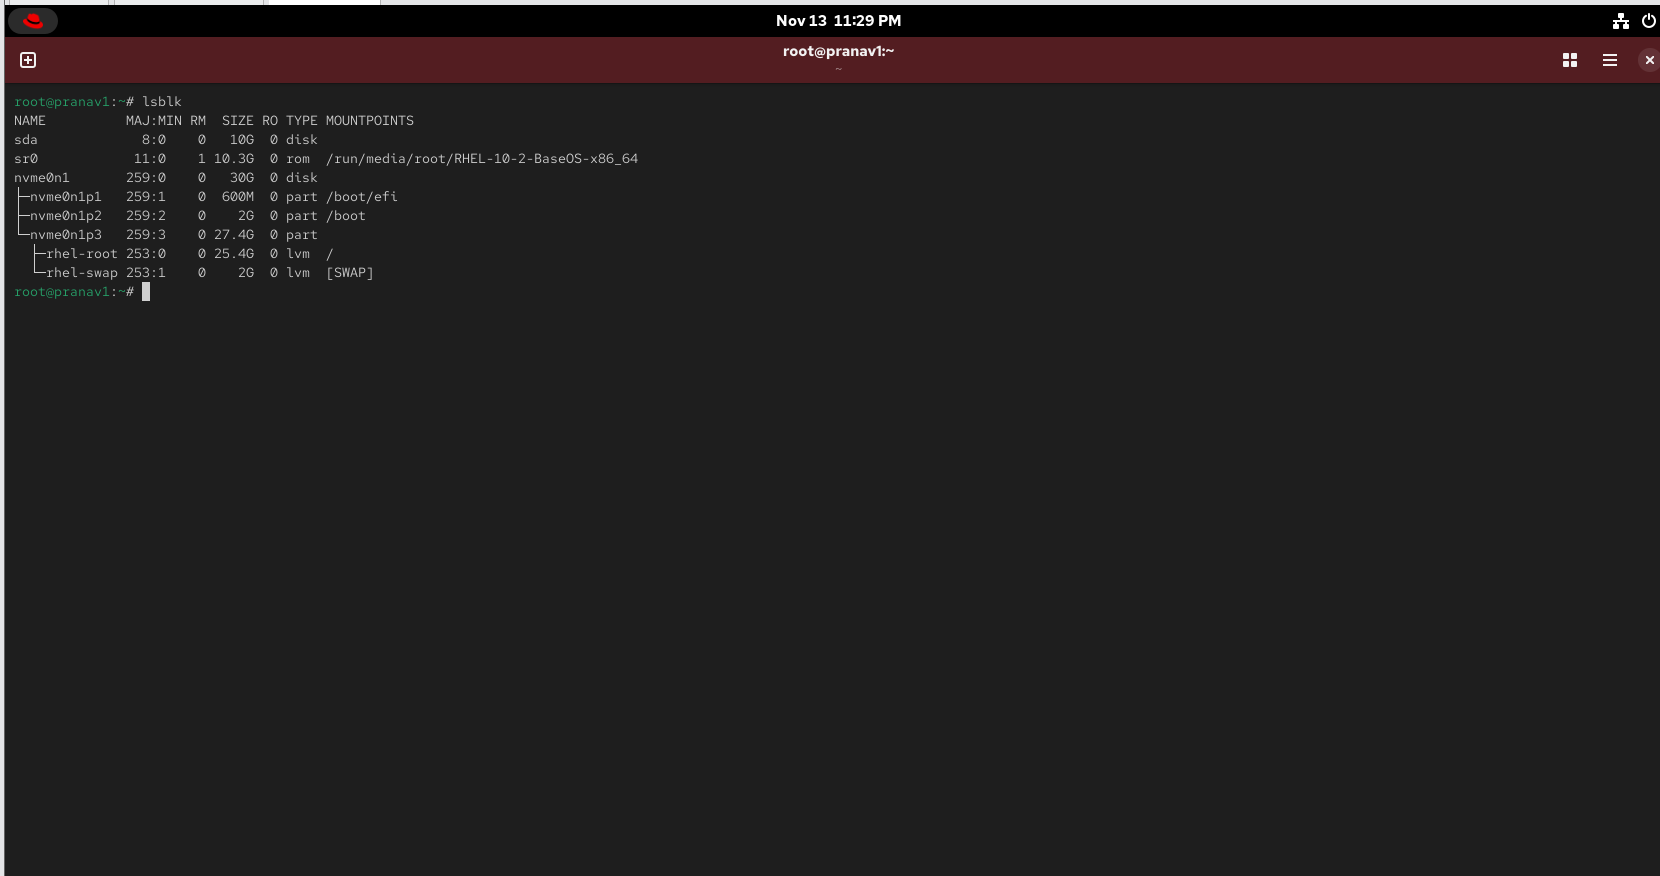 Nov 13 11:29 PM
root@pranav1:~
~
root@pranav1:~# lsblk
NAME          MAJ:MIN RM  SIZE RO TYPE MOUNTPOINTS
sda             8:0    0   10G  0 disk
sr0            11:0    1 10.3G  0 rom  /run/media/root/RHEL-10-2-BaseOS-x86_64
nvme0n1       259:0    0   30G  0 disk
├─nvme0n1p1   259:1    0  600M  0 part /boot/efi
├─nvme0n1p2   259:2    0    2G  0 part /boot
└─nvme0n1p3   259:3    0 27.4G  0 part
  ├─rhel-root 253:0    0 25.4G  0 lvm  /
  └─rhel-swap 253:1    0    2G  0 lvm  [SWAP]
root@pranav1:~#